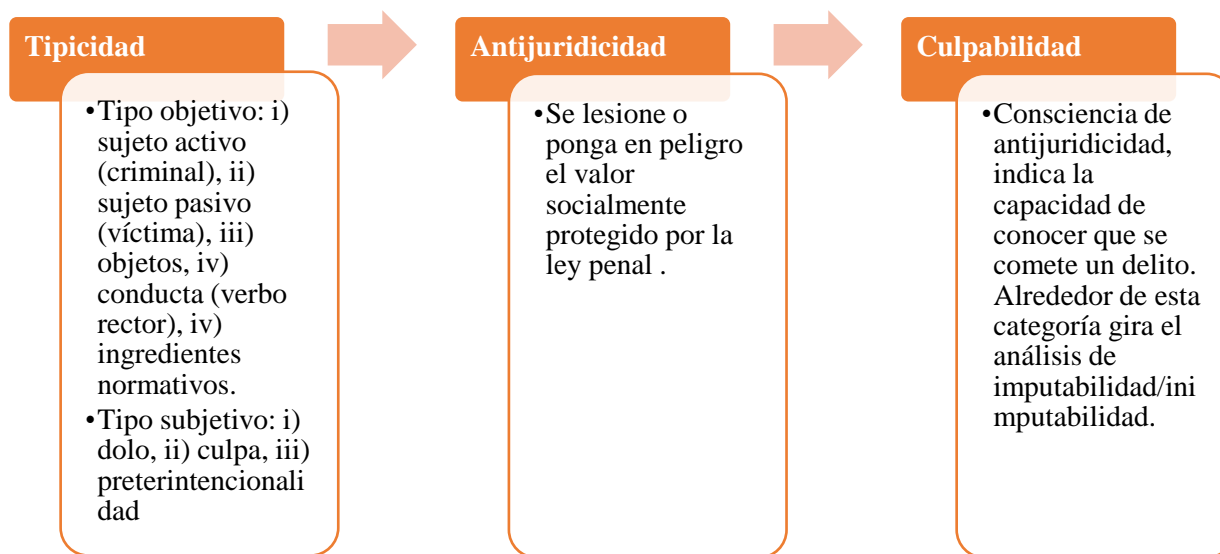 Tipicidad
•Tipo objetivo: i)
sujeto activo
(criminal), ii)
sujeto pasivo
(víctima), iii)
objetos, iv)
conducta (verbo
rector), iv)
ingredientes
normativos.
•Tipo subjetivo: i)
dolo, ii) culpa, iii)
preterintencionali
dad
Antijuridicidad
•Se lesione o
ponga en peligro
el valor
socialmente
protegido por la
ley penal .
Culpabilidad
•Consciencia de
antijuridicidad,
indica la
capacidad de
conocer que se
comete un delito.
Alrededor de esta
categoría gira el
análisis de
imputabilidad/ini
mputabilidad.